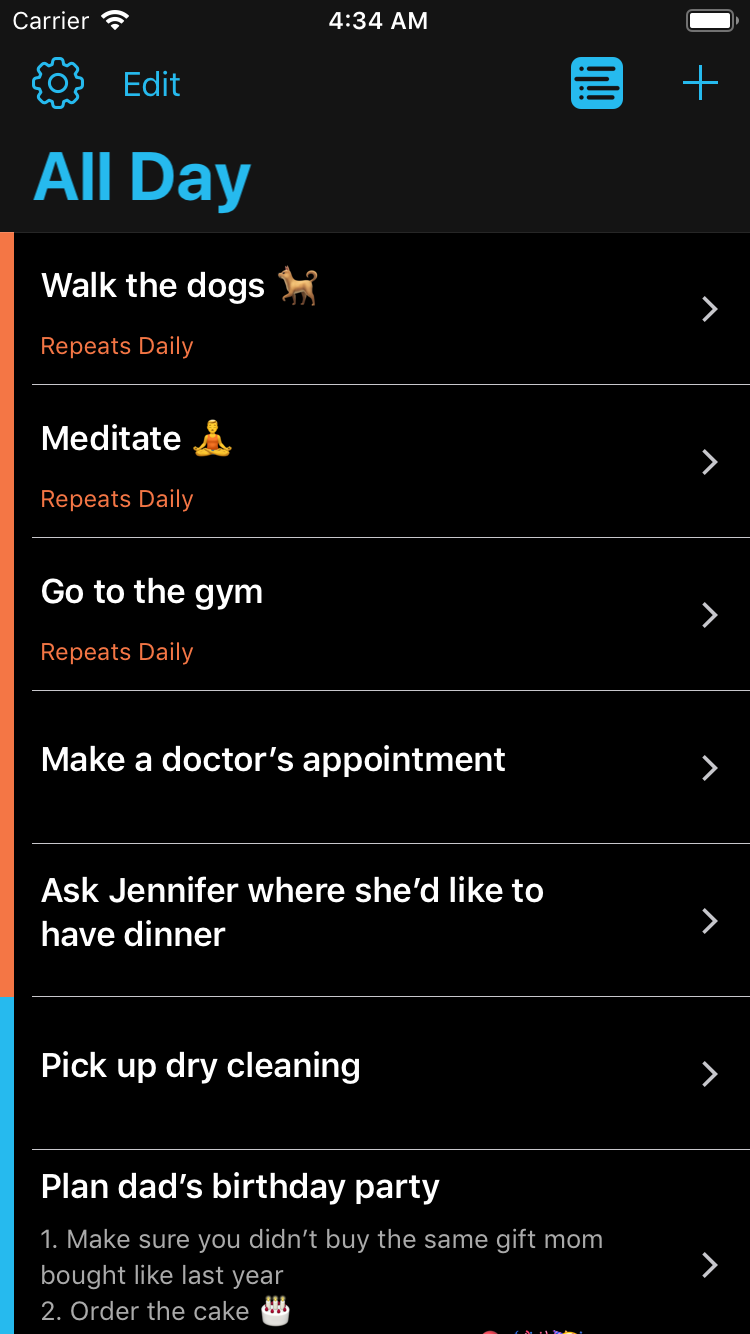 Carrier 4:34 AM
Edit
All Day
Walk the dogs 🐕
Repeats Daily
Meditate 🧘
Repeats Daily
Go to the gym
Repeats Daily
Make a doctor’s appointment
Ask Jennifer where she’d like to
have dinner
Pick up dry cleaning
Plan dad’s birthday party
1. Make sure you didn’t buy the same gift mom
bought like last year
2. Order the cake 🎂